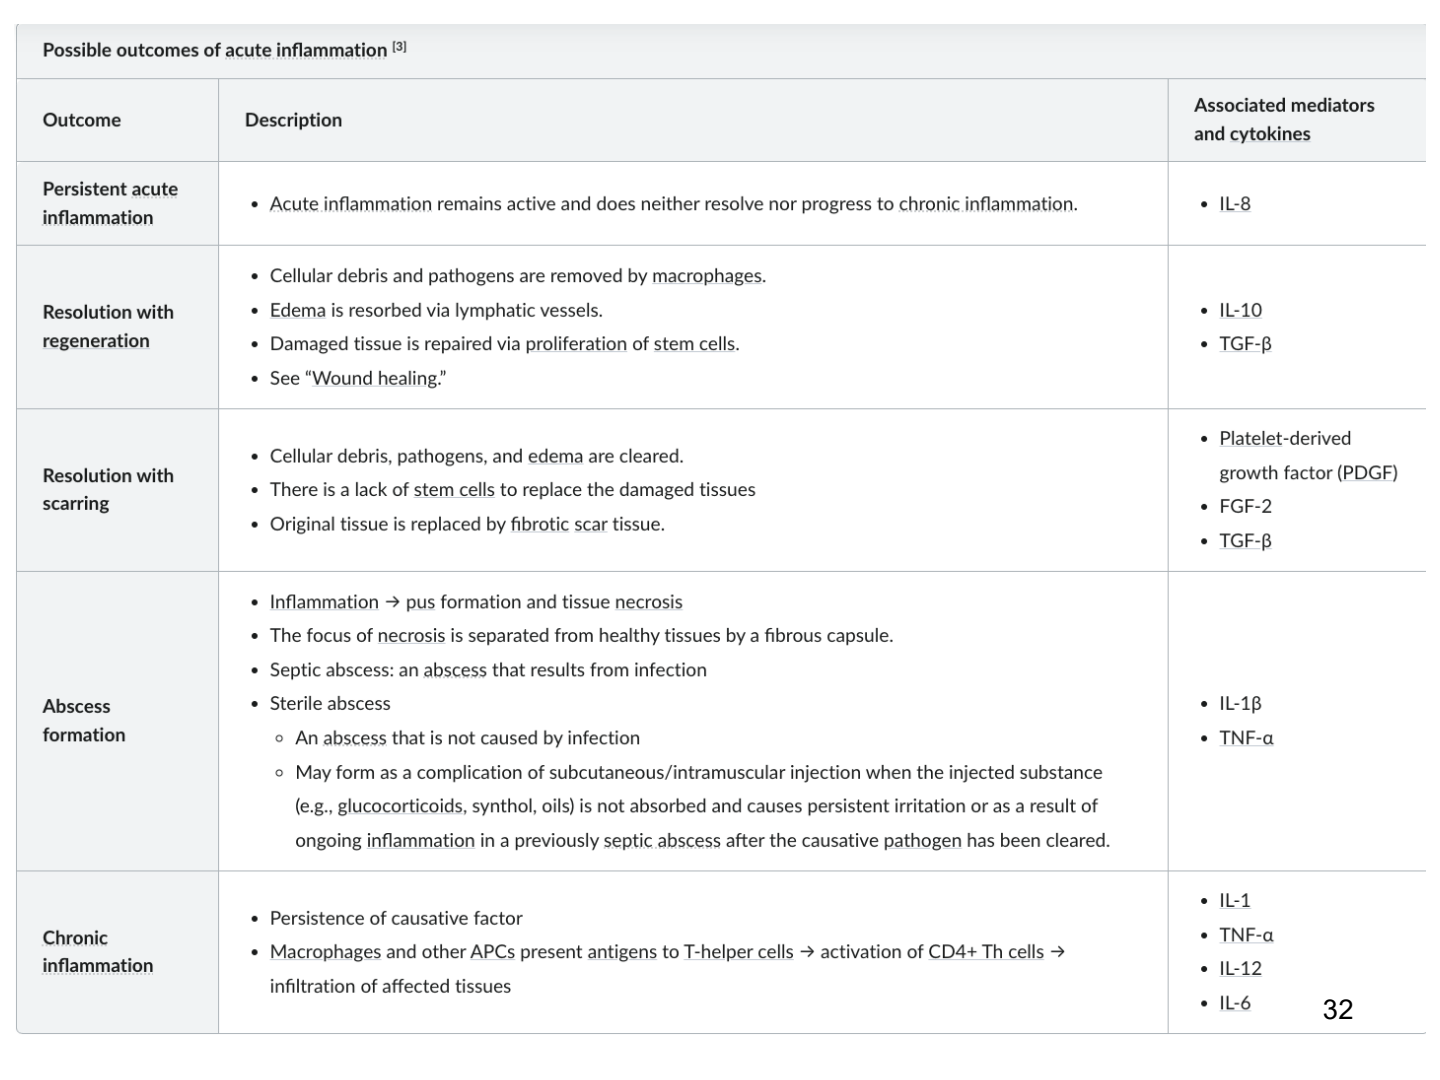 Possible outcomes of acute inflammation [3]
Outcome
Description
Associated mediators
and cytokines
Persistent acute
inflammation
• Acute inflammation remains active and does neither resolve nor progress to chronic inflammation.
• IL-8
Resolution with
regeneration
• Cellular debris and pathogens are removed by macrophages.
• Edema is resorbed via lymphatic vessels.
• Damaged tissue is repaired via proliferation of stem cells.
• See “Wound healing.”
• IL-10
• TGF-β
Resolution with
scarring
• Cellular debris, pathogens, and edema are cleared.
• There is a lack of stem cells to replace the damaged tissues
• Original tissue is replaced by fibrotic scar tissue.
• Platelet-derived
growth factor (PDGF)
• FGF-2
• TGF-β
Abscess
formation
• Inflammation → pus formation and tissue necrosis
• The focus of necrosis is separated from healthy tissues by a fibrous capsule.
• Septic abscess: an abscess that results from infection
• Sterile abscess
◦ An abscess that is not caused by infection
◦ May form as a complication of subcutaneous/intramuscular injection when the injected substance
(e.g., glucocorticoids, synthol, oils) is not absorbed and causes persistent irritation or as a result of
ongoing inflammation in a previously septic abscess after the causative pathogen has been cleared.
• IL-1β
• TNF-α
Chronic
inflammation
• Persistence of causative factor
• Macrophages and other APCs present antigens to T-helper cells → activation of CD4+ Th cells →
infiltration of affected tissues
• IL-1
• TNF-α
• IL-12
• IL-6
32